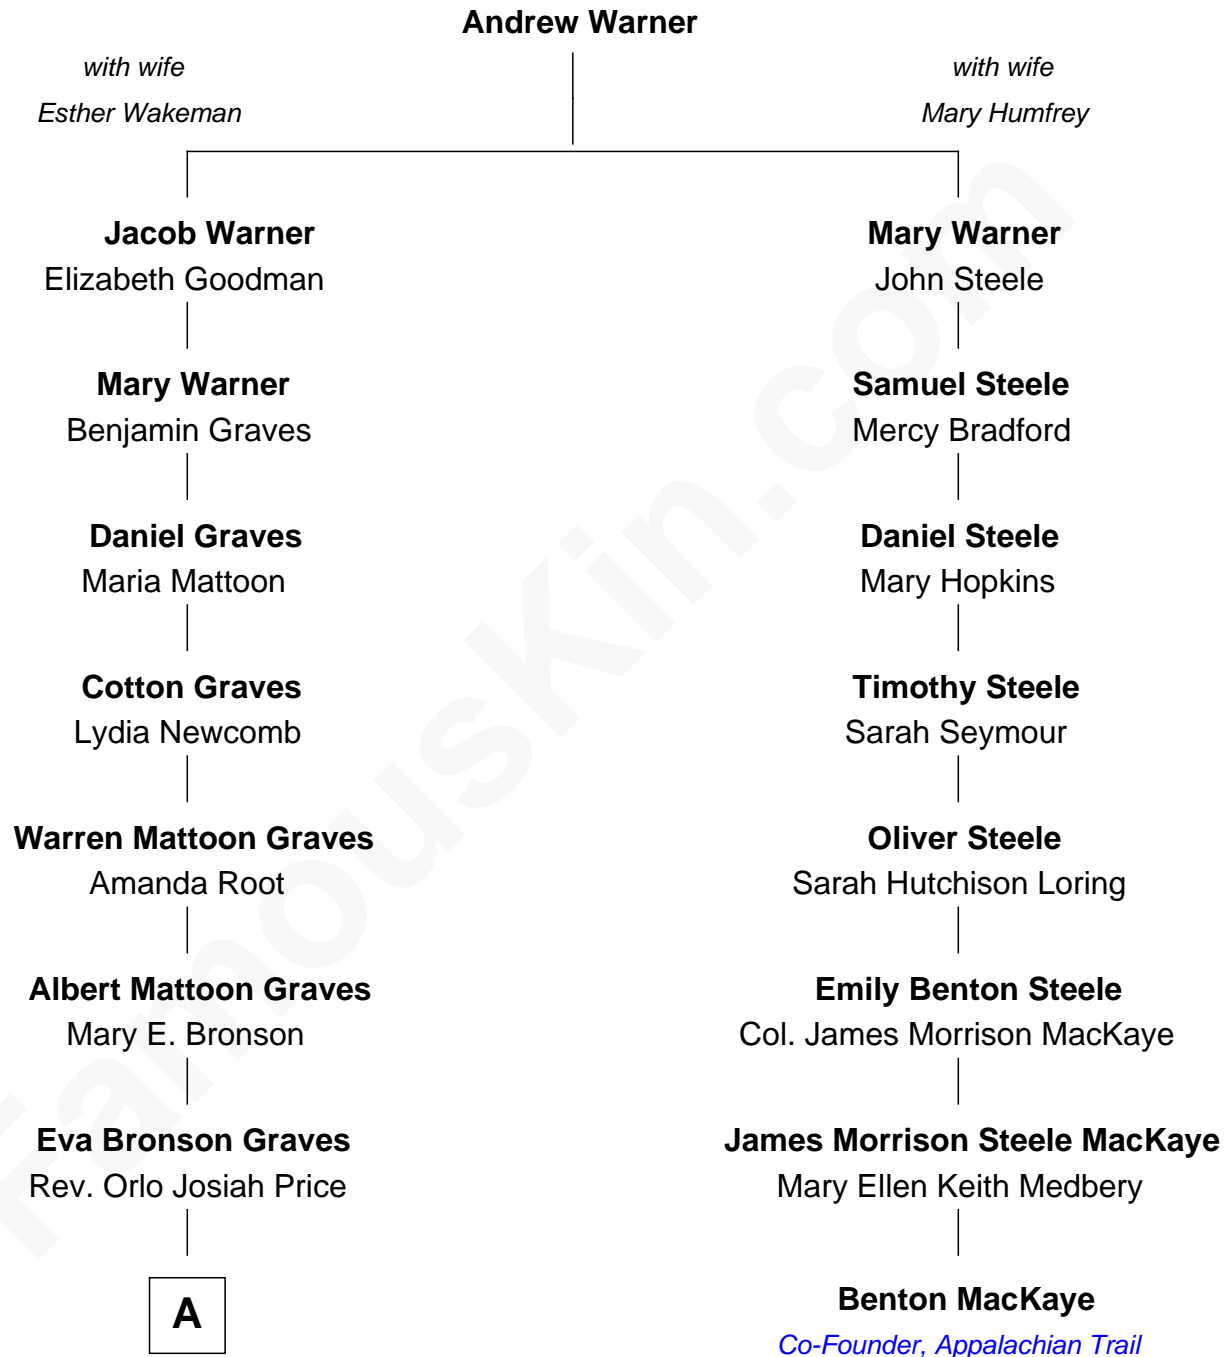 Andrew Warner
with wife
Esther Wakeman
with wife
Mary Humfrey
Jacob Warner
Elizabeth Goodman
Mary Warner
John Steele
Mary Warner
Benjamin Graves
Samuel Steele
Mercy Bradford
Daniel Graves
Maria Mattoon
Daniel Steele
Mary Hopkins
Cotton Graves
Lydia Newcomb
Timothy Steele
Sarah Seymour
Warren Mattoon Graves
Amanda Root
Oliver Steele
Sarah Hutchison Loring
Albert Mattoon Graves
Mary E. Bronson
Emily Benton Steele
Col. James Morrison MacKaye
Eva Bronson Graves
Rev. Orlo Josiah Price
James Morrison Steele MacKaye
Mary Ellen Keith Medbery
A
Benton MacKaye
Co-Founder, Appalachian Trail
FamousKin.com